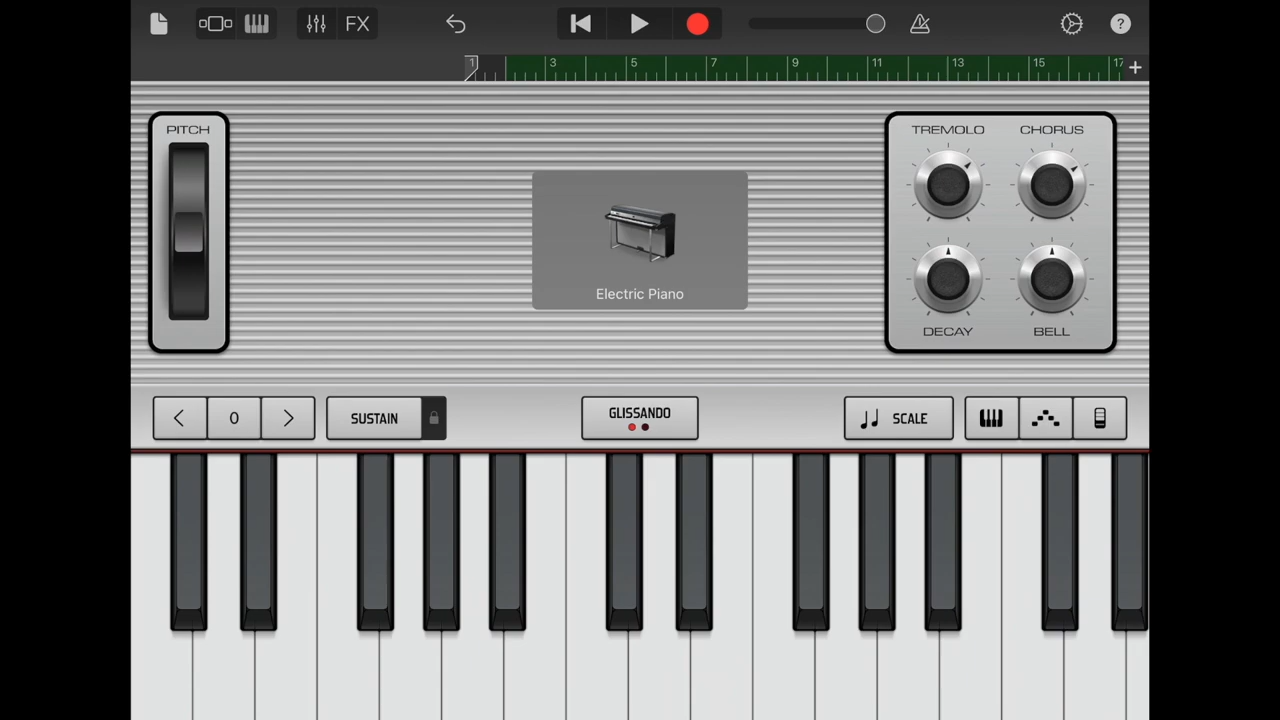 FX
?
1 3 5 7 9 11 13 15 17 +
PITCH
TREMOLO CHORUS
Electric Piano
DECAY BELL
< 0 > SUSTAIN GLISSANDO SCALE